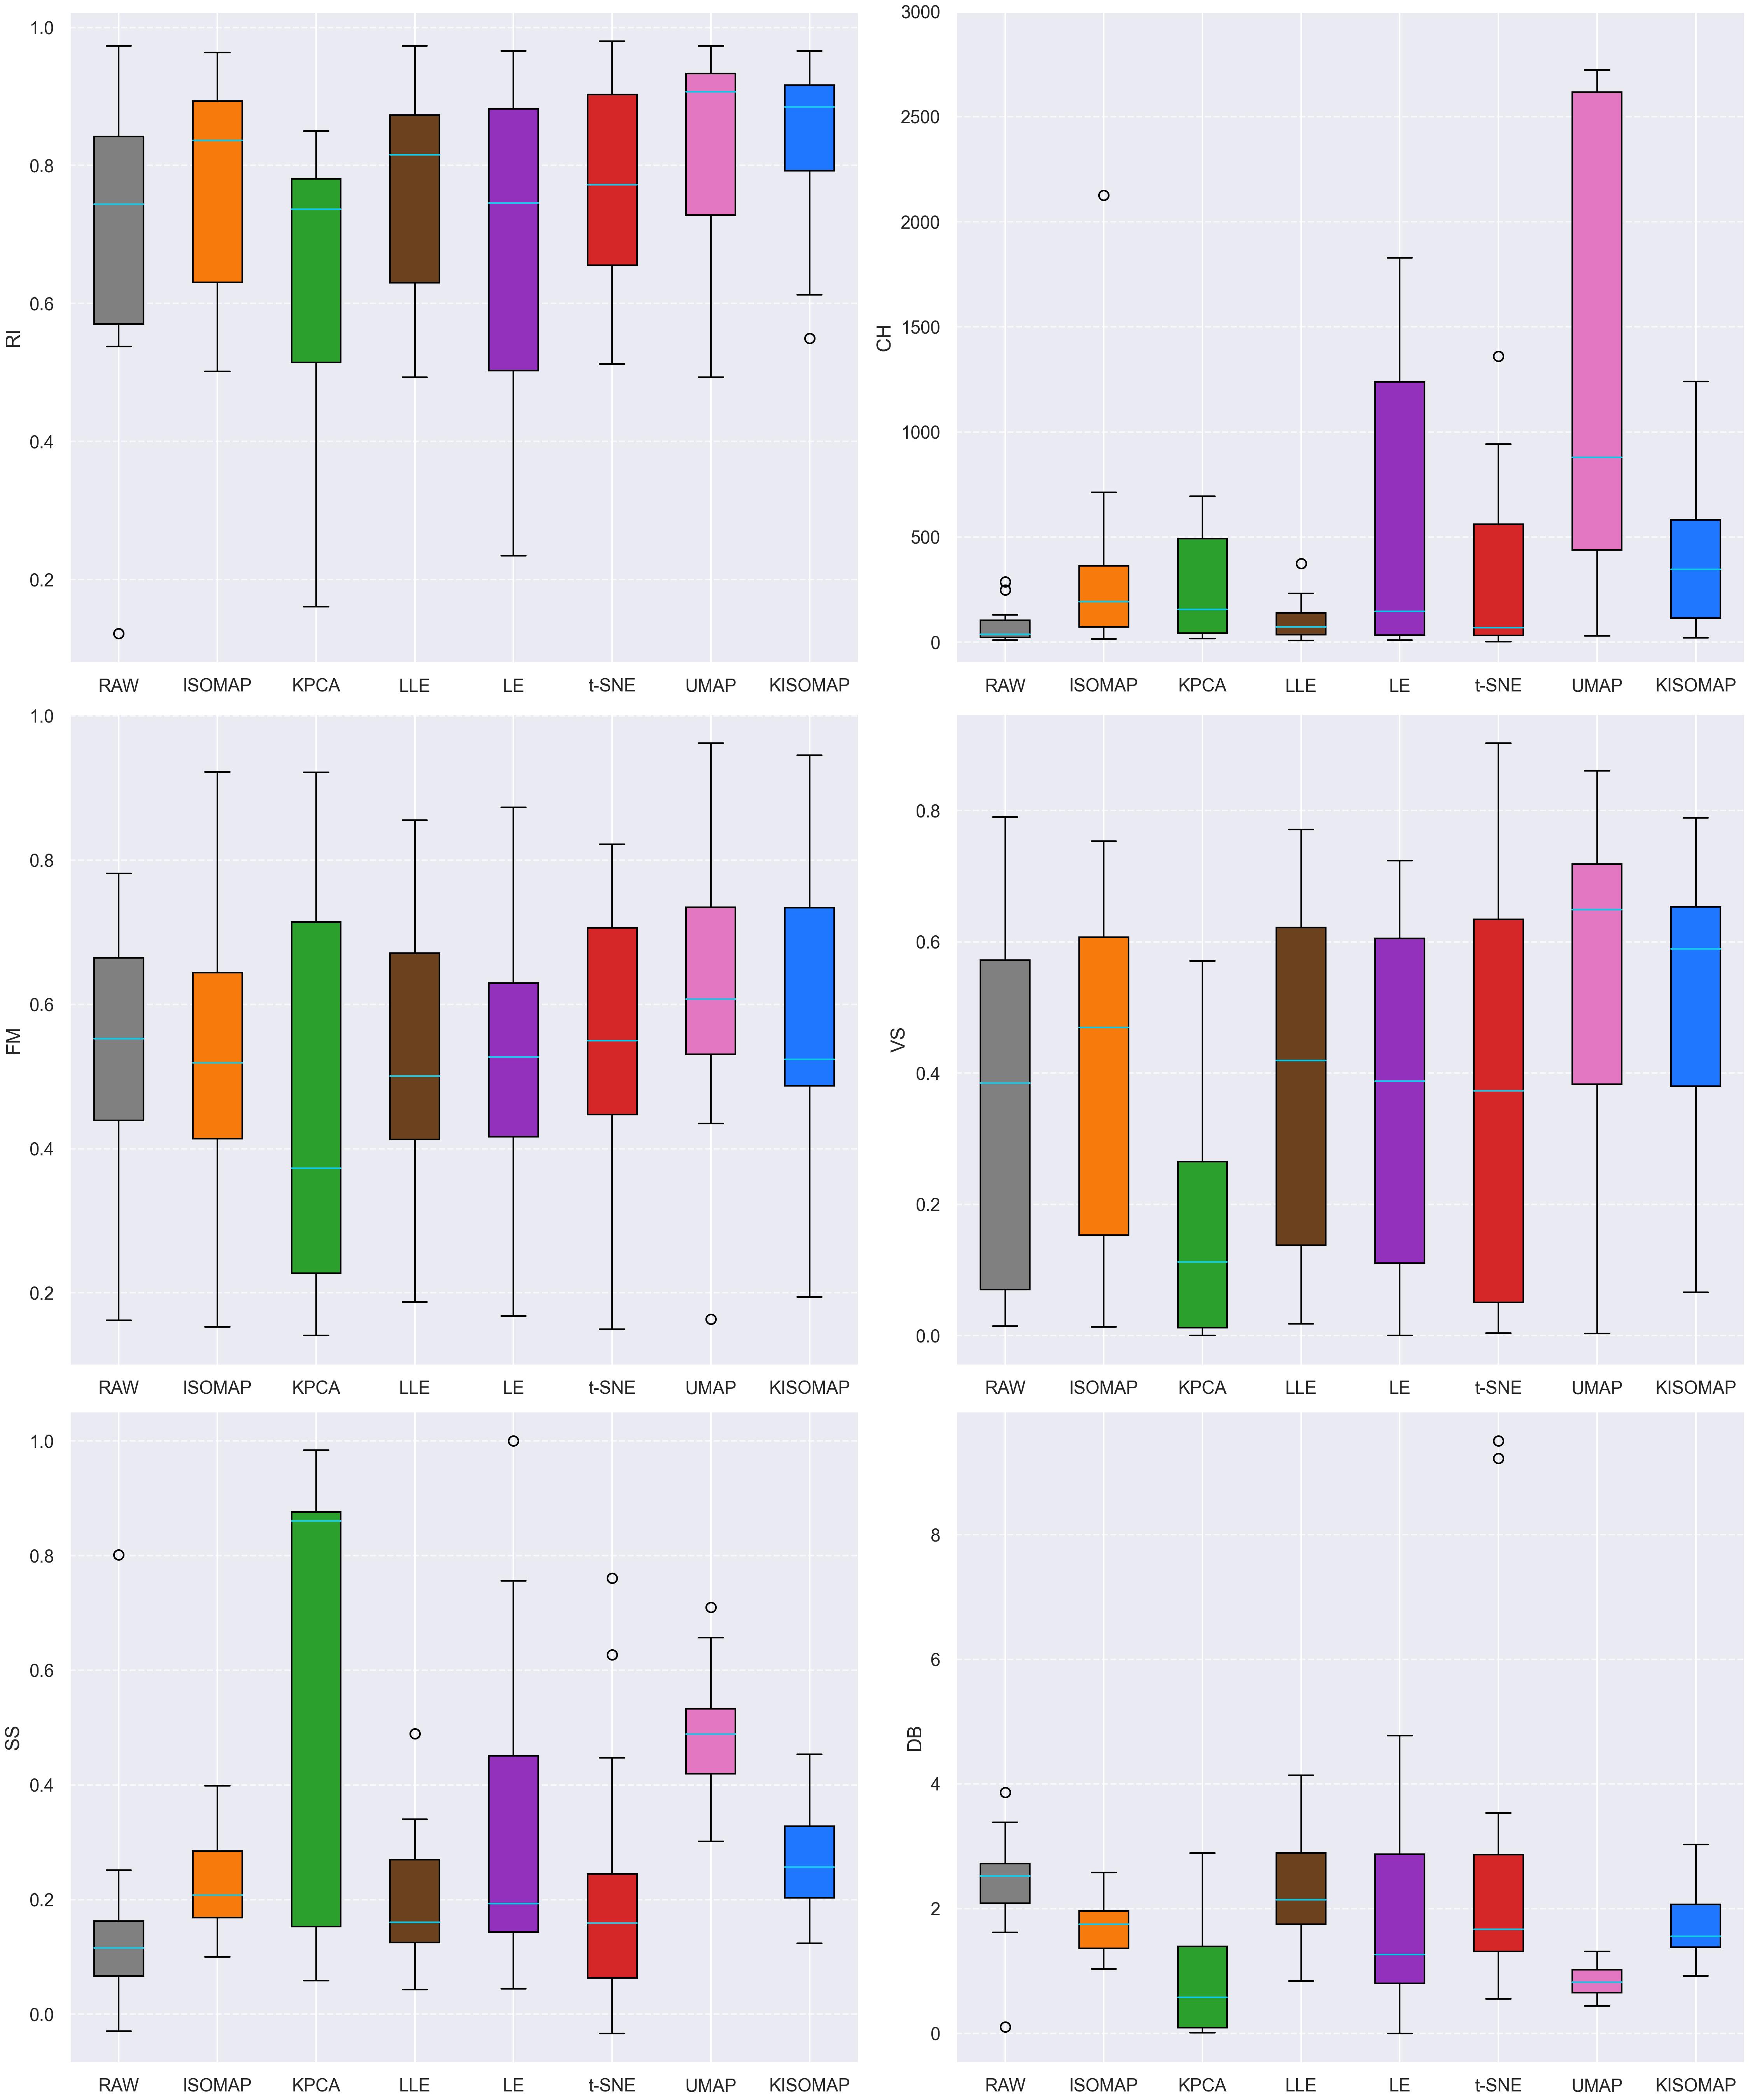 1.0
0.8
0.6
0.4
0.2
RI
RAW ISOMAP KPCA LLE LE t-SNE UMAP KISOMAP
3000
2500
2000
1500
1000
500
0
CH
RAW ISOMAP KPCA LLE LE t-SNE UMAP KISOMAP
1.0
0.8
0.6
0.4
0.2
FM
RAW ISOMAP KPCA LLE LE t-SNE UMAP KISOMAP
0.8
0.6
0.4
0.2
0.0
VS
RAW ISOMAP KPCA LLE LE t-SNE UMAP KISOMAP
1.0
0.8
0.6
0.4
0.2
0.0
SS
RAW ISOMAP KPCA LLE LE t-SNE UMAP KISOMAP
8
6
4
2
0
DB
RAW ISOMAP KPCA LLE LE t-SNE UMAP KISOMAP